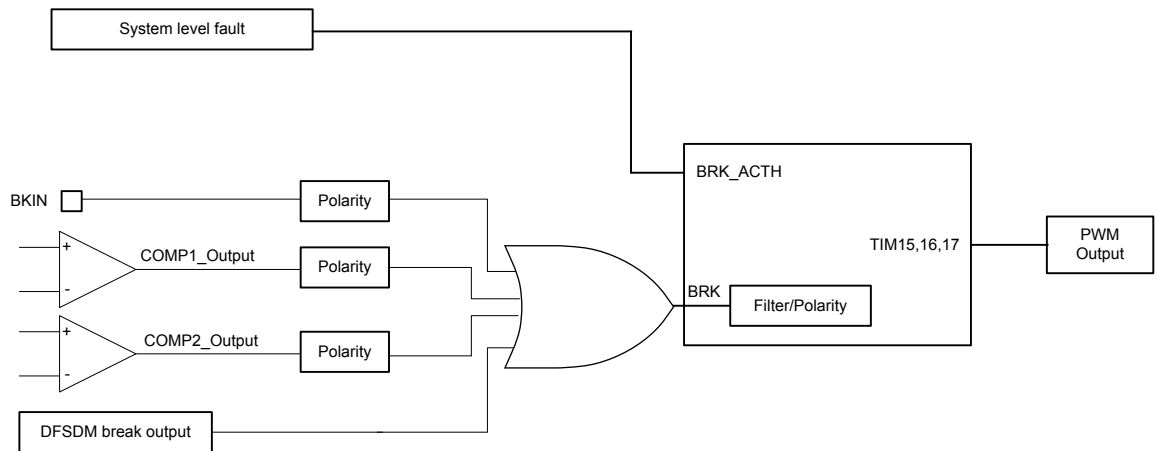 System level fault
BRK_ACTH
BKIN
Polarity
+
-
COMP1_Output
Polarity
TIM15,16,17
PWM
Output
BRK
Filter/Polarity
+
-
COMP2_Output
Polarity
DFSDM break output